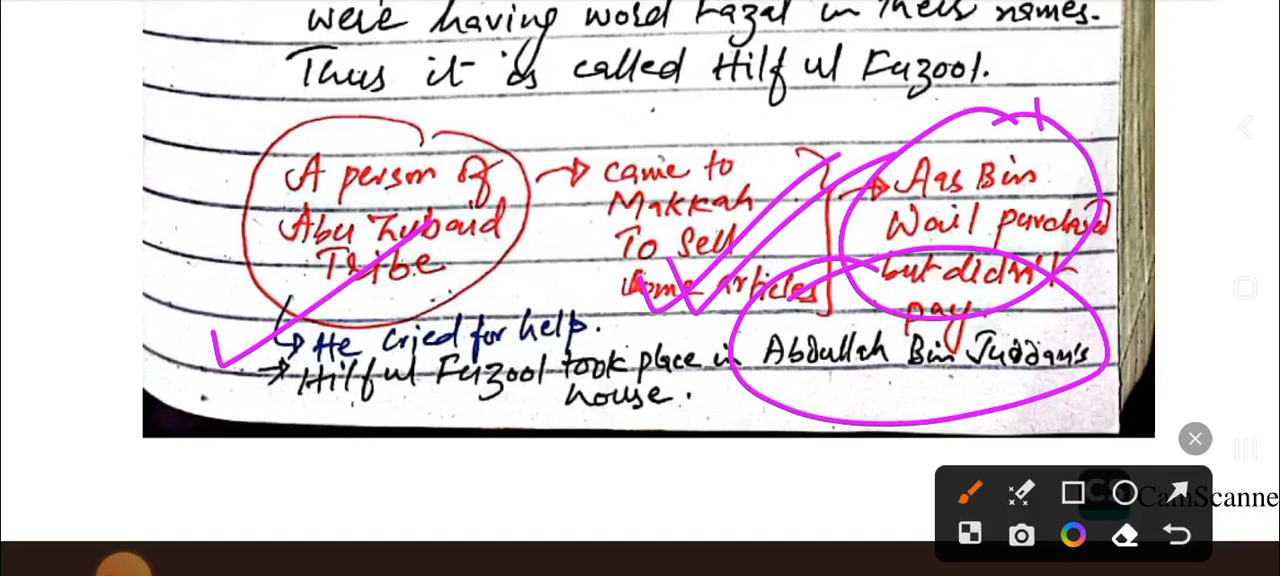 were having word Fazal in their names.
Thus it is called Hilf ul Fuzool.
A person of
Abu Zubaid
Tribe
came to
Makkah
To Sell
some articles
Aas Bin
Wail purchased
but didn't
pay
He cried for help.
Hilful Fuzool took place in Abdullah Bin Juddan's
house.
CamScanne